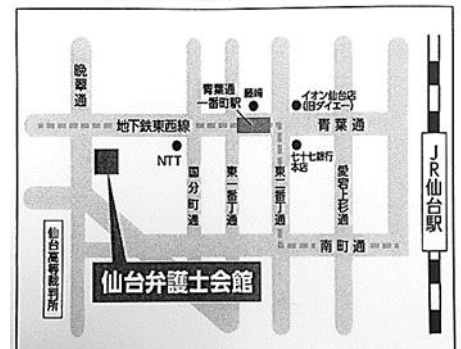 晩翠通
青葉通
一番町駅
藤崎
イオン仙台店
(旧ダイエー)
地下鉄東西線
青葉通
NTT
国分町通
東一番丁通
東二番丁通
七十七銀行
本店
愛宕上杉通
JR仙台駅
仙台高等裁判所
南町通
仙台弁護士会館